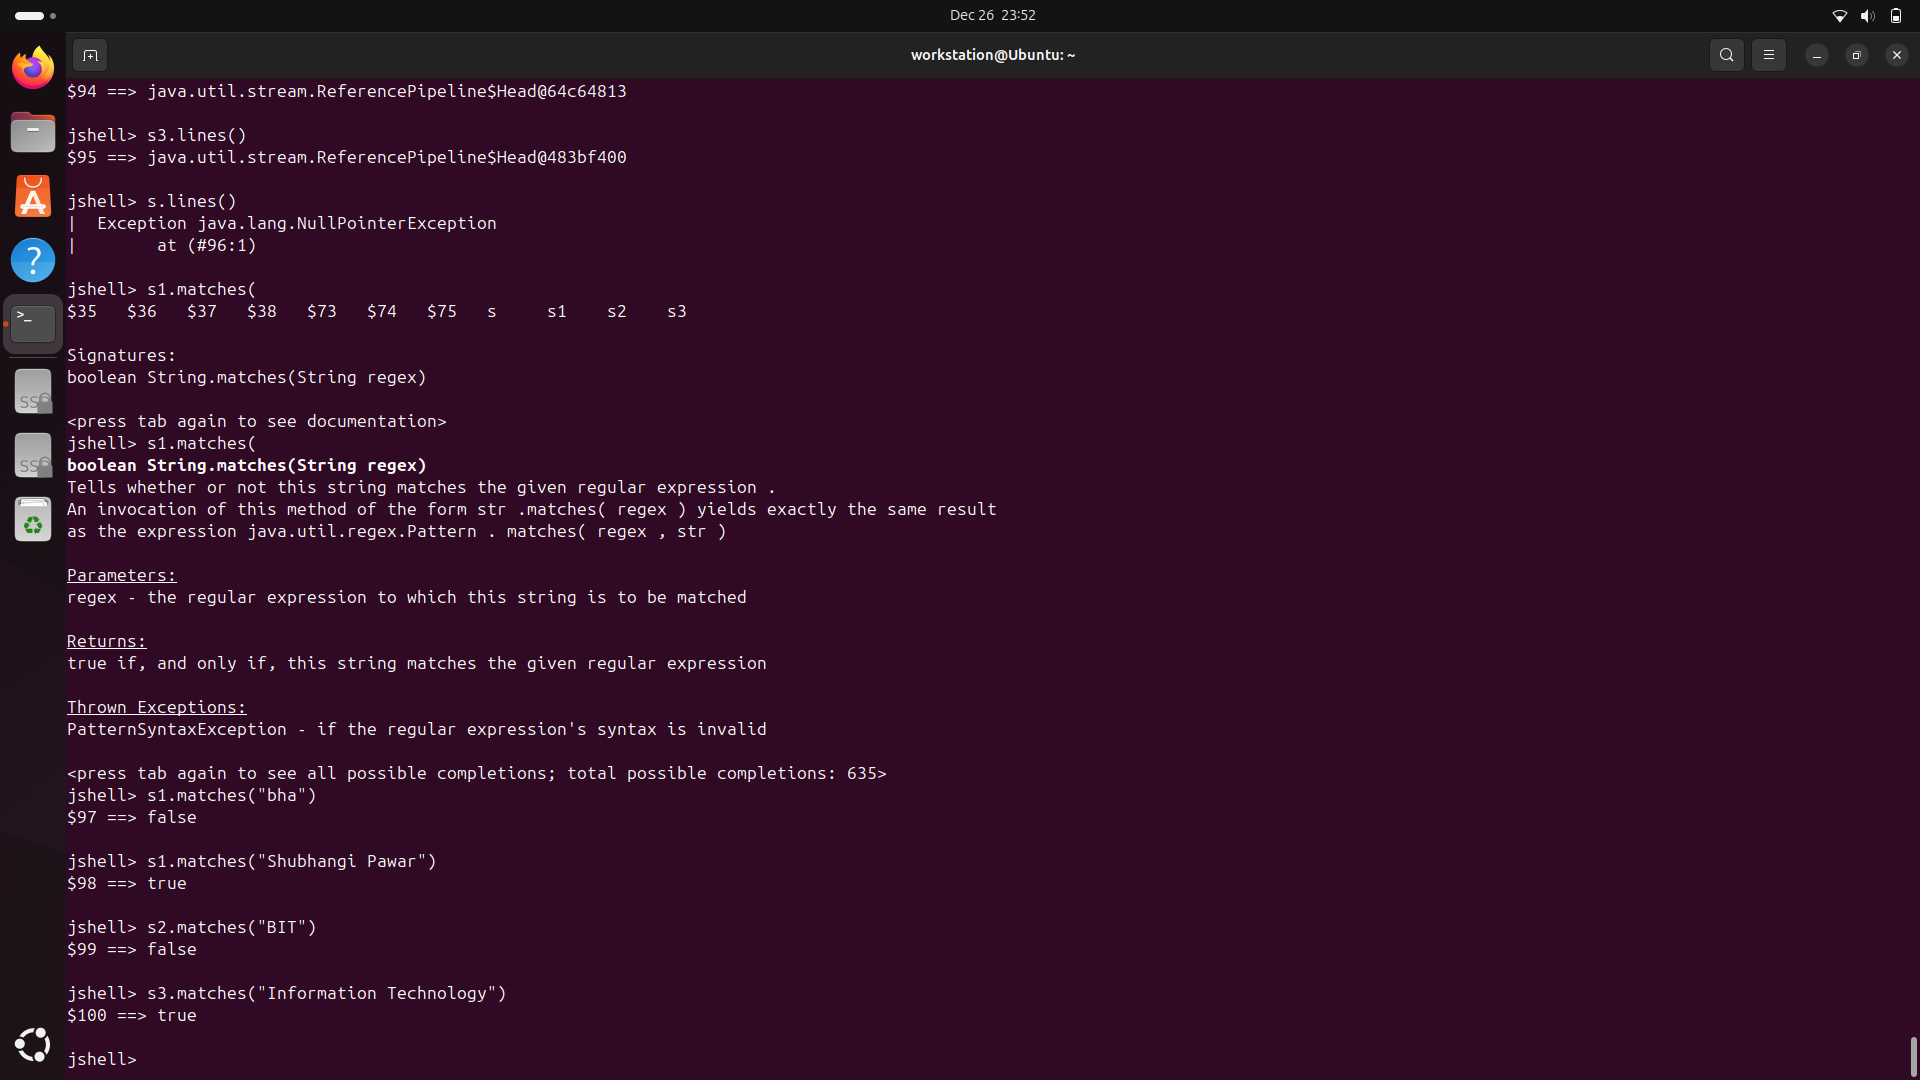 Dec 26 23:52
workstation@Ubuntu: ~
$94 ==> java.util.stream.ReferencePipeline$Head@64c64813
jshell> s3.lines()
$95 ==> java.util.stream.ReferencePipeline$Head@483bf400
jshell> s.lines()
|  Exception java.lang.NullPointerException
|        at (#96:1)
jshell> s1.matches(
$35   $36   $37   $38   $73   $74   $75   s     s1    s2    s3
Signatures:
boolean String.matches(String regex)
<press tab again to see documentation>
jshell> s1.matches(
boolean String.matches(String regex)
Tells whether or not this string matches the given regular expression .
An invocation of this method of the form str .matches( regex ) yields exactly the same result
as the expression java.util.regex.Pattern . matches( regex , str )
Parameters:
regex - the regular expression to which this string is to be matched
Returns:
true if, and only if, this string matches the given regular expression
Thrown Exceptions:
PatternSyntaxException - if the regular expression's syntax is invalid
<press tab again to see all possible completions; total possible completions: 635>
jshell> s1.matches("bha")
$97 ==> false
jshell> s1.matches("Shubhangi Pawar")
$98 ==> true
jshell> s2.matches("BIT")
$99 ==> false
jshell> s3.matches("Information Technology")
$100 ==> true
jshell>